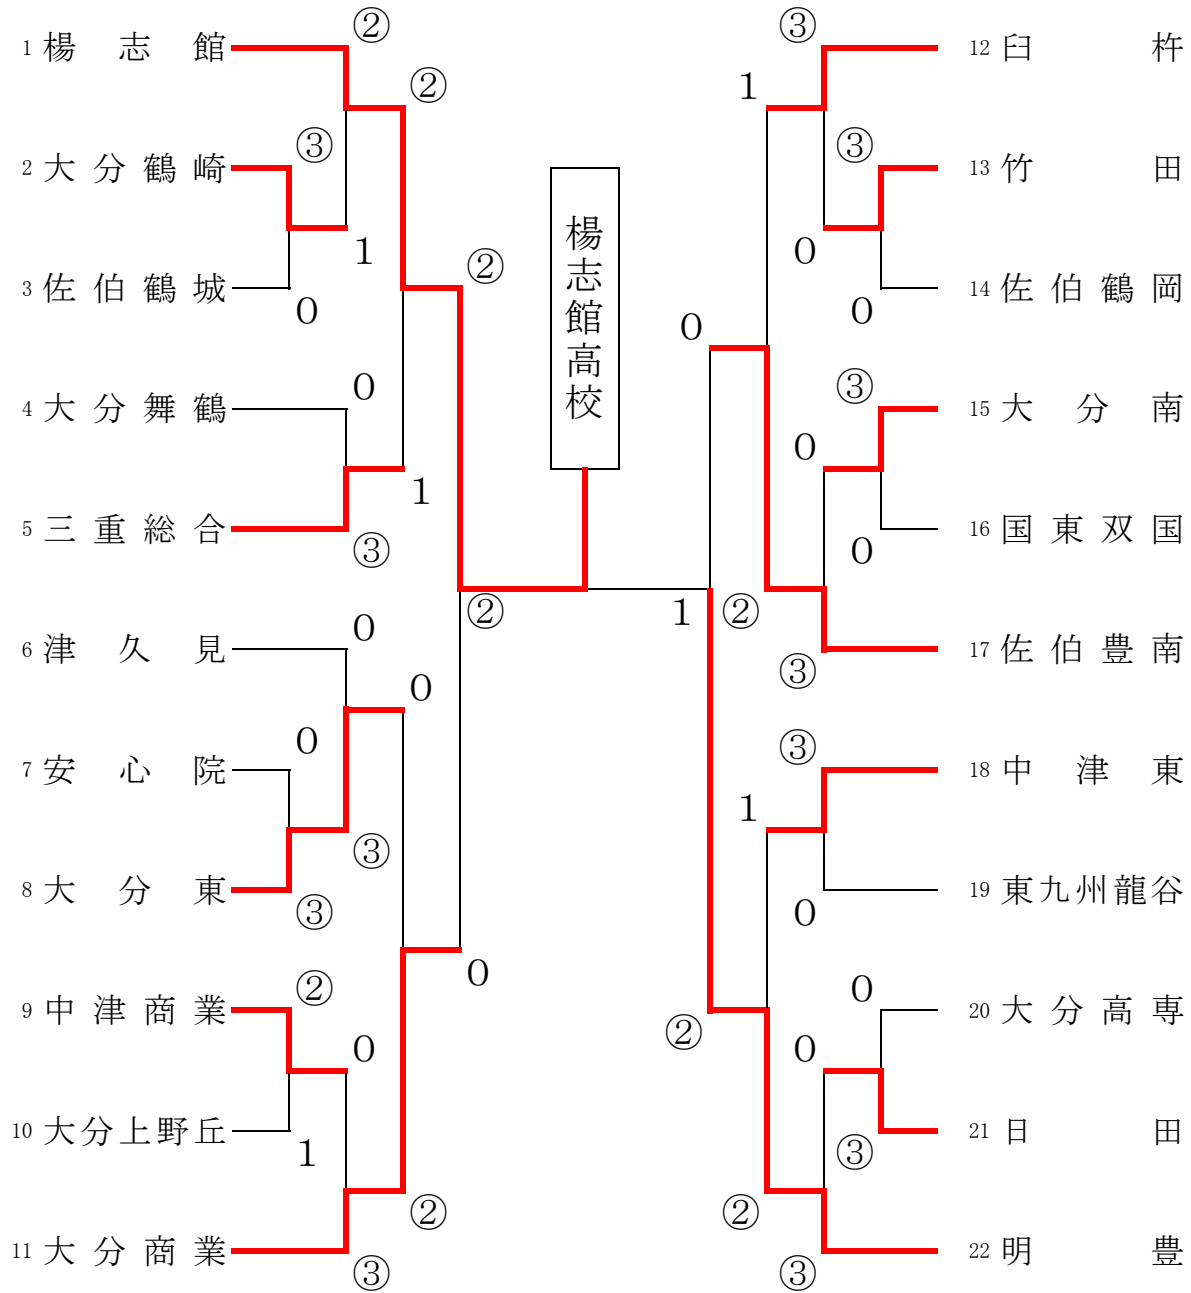 ②
1 楊志館
②
③
2 大分鶴崎
1
3 佐伯鶴城
0
②
0
4 大分舞鶴
1
5 三重総合
③
②
0
6 津久見
0
0
7 安心院
③
8 大分東
③
0
②
9 中津商業
0
10 大分上野丘
1
②
11 大分商業
③
楊志館高校
③
12 臼杵
1
③
13 竹田
0
14 佐伯鶴岡
0
0
③
15 大分南
0
16 国東双国
0
1
②
17 佐伯豊南
③
③
18 中津東
1
19 東九州龍谷
0
0
20 大分高専
②
0
21 日田
③
②
22 明豊
③